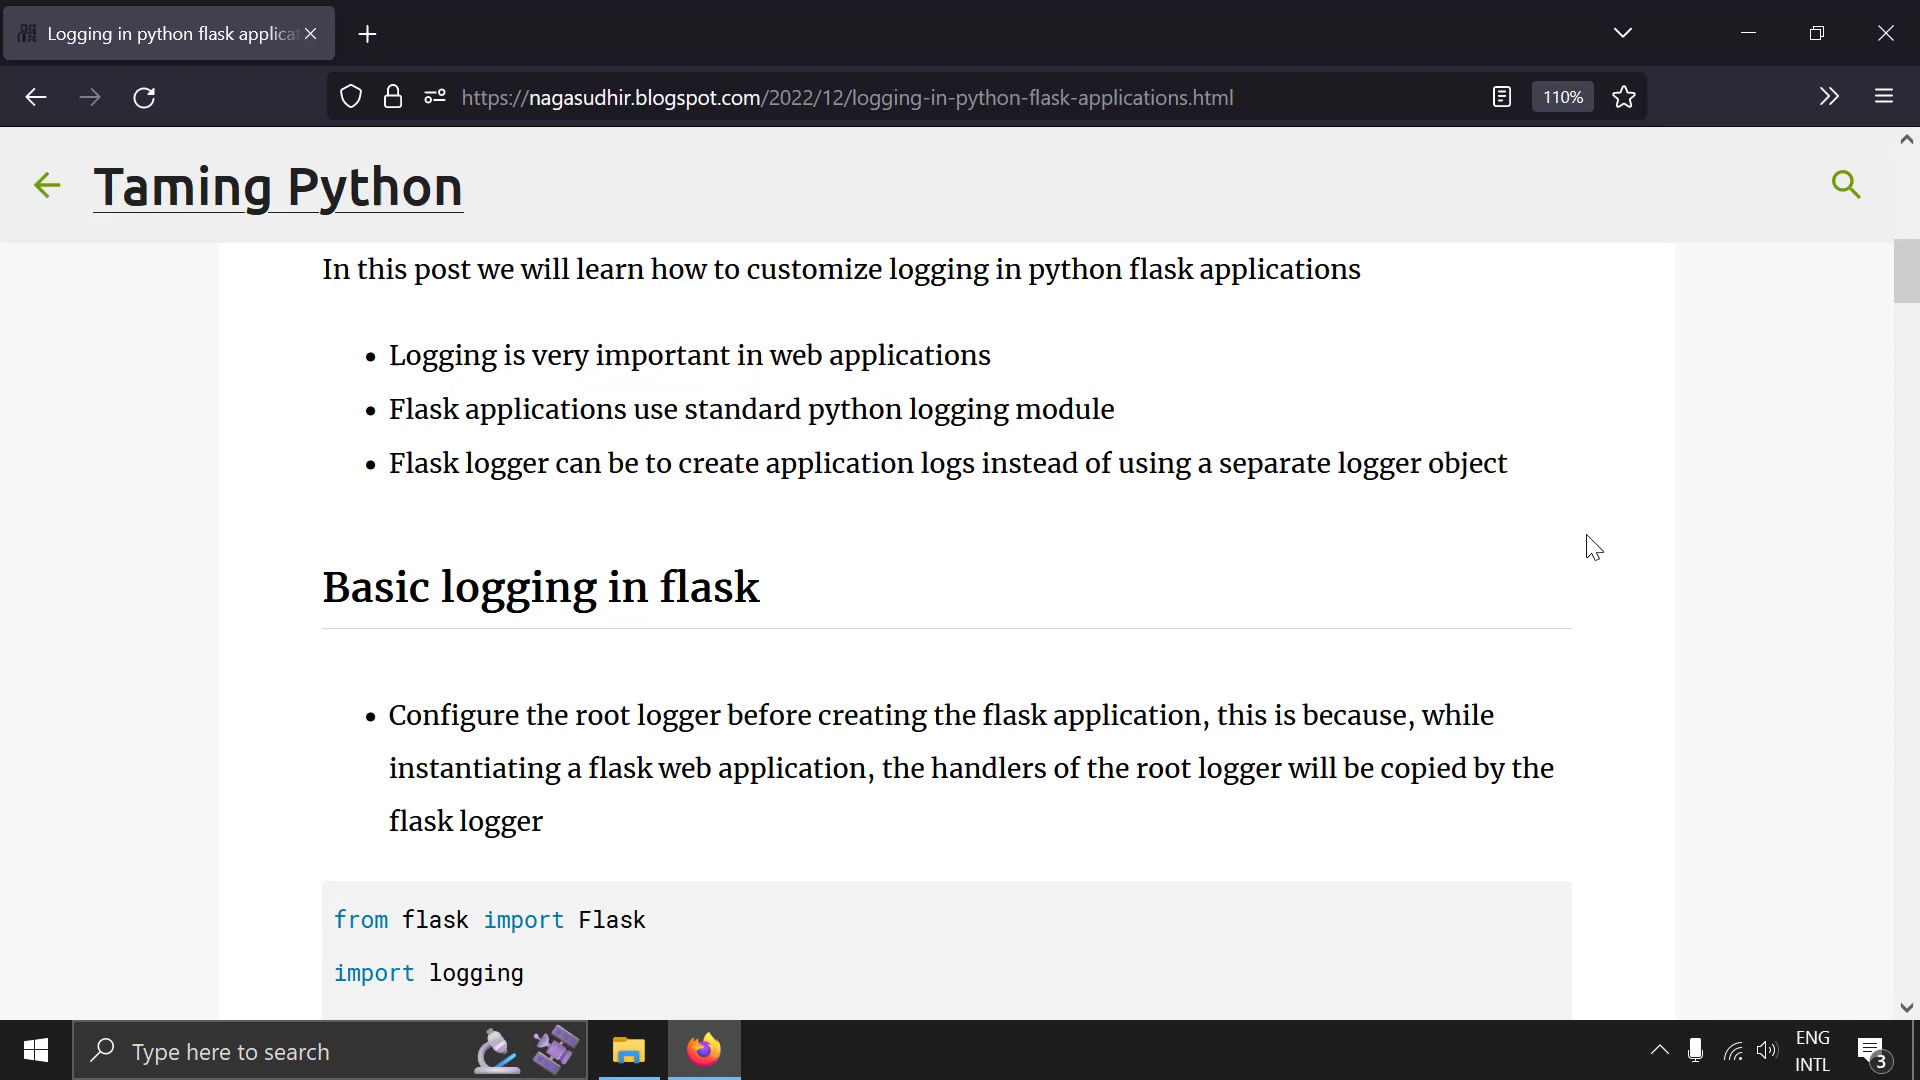 Logging in python flask applica
https://nagasudhir.blogspot.com/2022/12/logging-in-python-flask-applications.html
110%
Taming Python
In this post we will learn how to customize logging in python flask applications
Logging is very important in web applications
Flask applications use standard python logging module
Flask logger can be to create application logs instead of using a separate logger object
Basic logging in flask
Configure the root logger before creating the flask application, this is because, while
instantiating a flask web application, the handlers of the root logger will be copied by the
flask logger
from flask import Flask
import logging
Type here to search
ENG
INTL
3